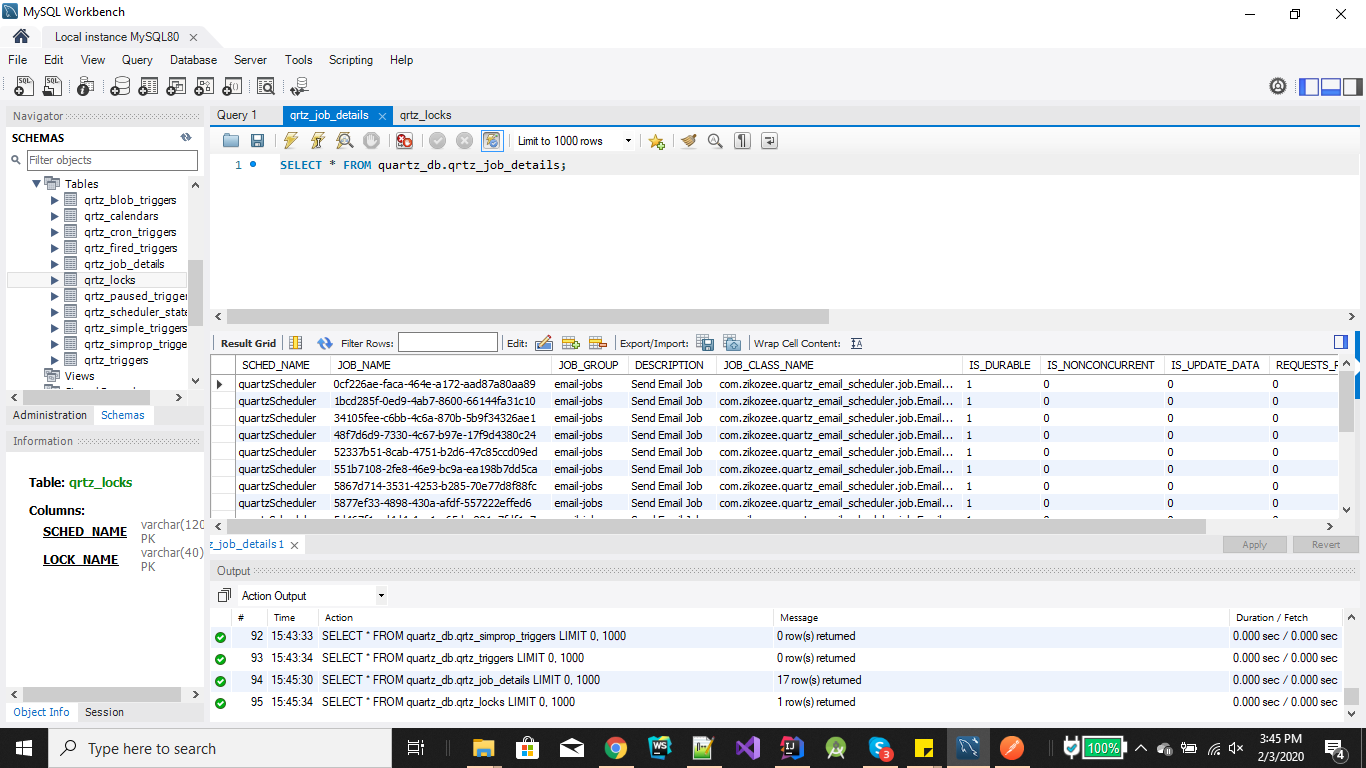 MySQL Workbench
Local instance MySQL80
File Edit View Query Database Server Tools Scripting Help
Navigator
SCHEMAS
Filter objects
Tables
qrtz_blob_triggers
qrtz_calendars
qrtz_cron_triggers
qrtz_fired_triggers
qrtz_job_details
qrtz_locks
qrtz_paused_trigger
qrtz_scheduler_state
qrtz_simple_triggers
qrtz_simprop_trigge
qrtz_triggers
Views
Administration Schemas
Information
Table: qrtz_locks
Columns:
SCHED_NAME varchar(120
PK
LOCK_NAME varchar(40)
PK
Object Info Session
Query 1 qrtz_job_details qrtz_locks
Limit to 1000 rows
1 SELECT * FROM quartz_db.qrtz_job_details;
Result Grid Filter Rows: Edit: Export/Import: Wrap Cell Content:
SCHED_NAME JOB_NAME JOB_GROUP DESCRIPTION JOB_CLASS_NAME IS_DURABLE IS_NONCONCURRENT IS_UPDATE_DATA REQUESTS_R
quartzScheduler 0cf226ae-faca-464e-a172-aad87a80aa89 email-jobs Send Email Job com.zikozee.quartz_email_scheduler.job.Email... 1 0 0 0
quartzScheduler 1bcd285f-0ed9-4ab7-8600-66144fa31c10 email-jobs Send Email Job com.zikozee.quartz_email_scheduler.job.Email... 1 0 0 0
quartzScheduler 34105fee-c6bb-4c6a-870b-5b9f34326ae1 email-jobs Send Email Job com.zikozee.quartz_email_scheduler.job.Email... 1 0 0 0
quartzScheduler 48f7d6d9-7330-4c67-b97e-17f9d4380c24 email-jobs Send Email Job com.zikozee.quartz_email_scheduler.job.Email... 1 0 0 0
quartzScheduler 52337b51-8cab-4751-b2d6-47c85ccd09ed email-jobs Send Email Job com.zikozee.quartz_email_scheduler.job.Email... 1 0 0 0
quartzScheduler 551b7108-2fe8-46e9-bc9a-ea198b7dd5ca email-jobs Send Email Job com.zikozee.quartz_email_scheduler.job.Email... 1 0 0 0
quartzScheduler 5867d714-3531-4253-b285-70e77d8f88fc email-jobs Send Email Job com.zikozee.quartz_email_scheduler.job.Email... 1 0 0 0
quartzScheduler 5877ef33-4898-430a-afdf-557222effed6 email-jobs Send Email Job com.zikozee.quartz_email_scheduler.job.Email... 1 0 0 0
z_job_details 1
Apply Revert
Output
Action Output
# Time Action Message Duration / Fetch
92 15:43:33 SELECT * FROM quartz_db.qrtz_simprop_triggers LIMIT 0, 1000 0 row(s) returned 0.000 sec / 0.000 sec
93 15:43:34 SELECT * FROM quartz_db.qrtz_triggers LIMIT 0, 1000 0 row(s) returned 0.000 sec / 0.000 sec
94 15:45:30 SELECT * FROM quartz_db.qrtz_job_details LIMIT 0, 1000 17 row(s) returned 0.000 sec / 0.000 sec
95 15:45:34 SELECT * FROM quartz_db.qrtz_locks LIMIT 0, 1000 1 row(s) returned 0.000 sec / 0.000 sec
Type here to search
100%
3:45 PM
2/3/2020
3
4